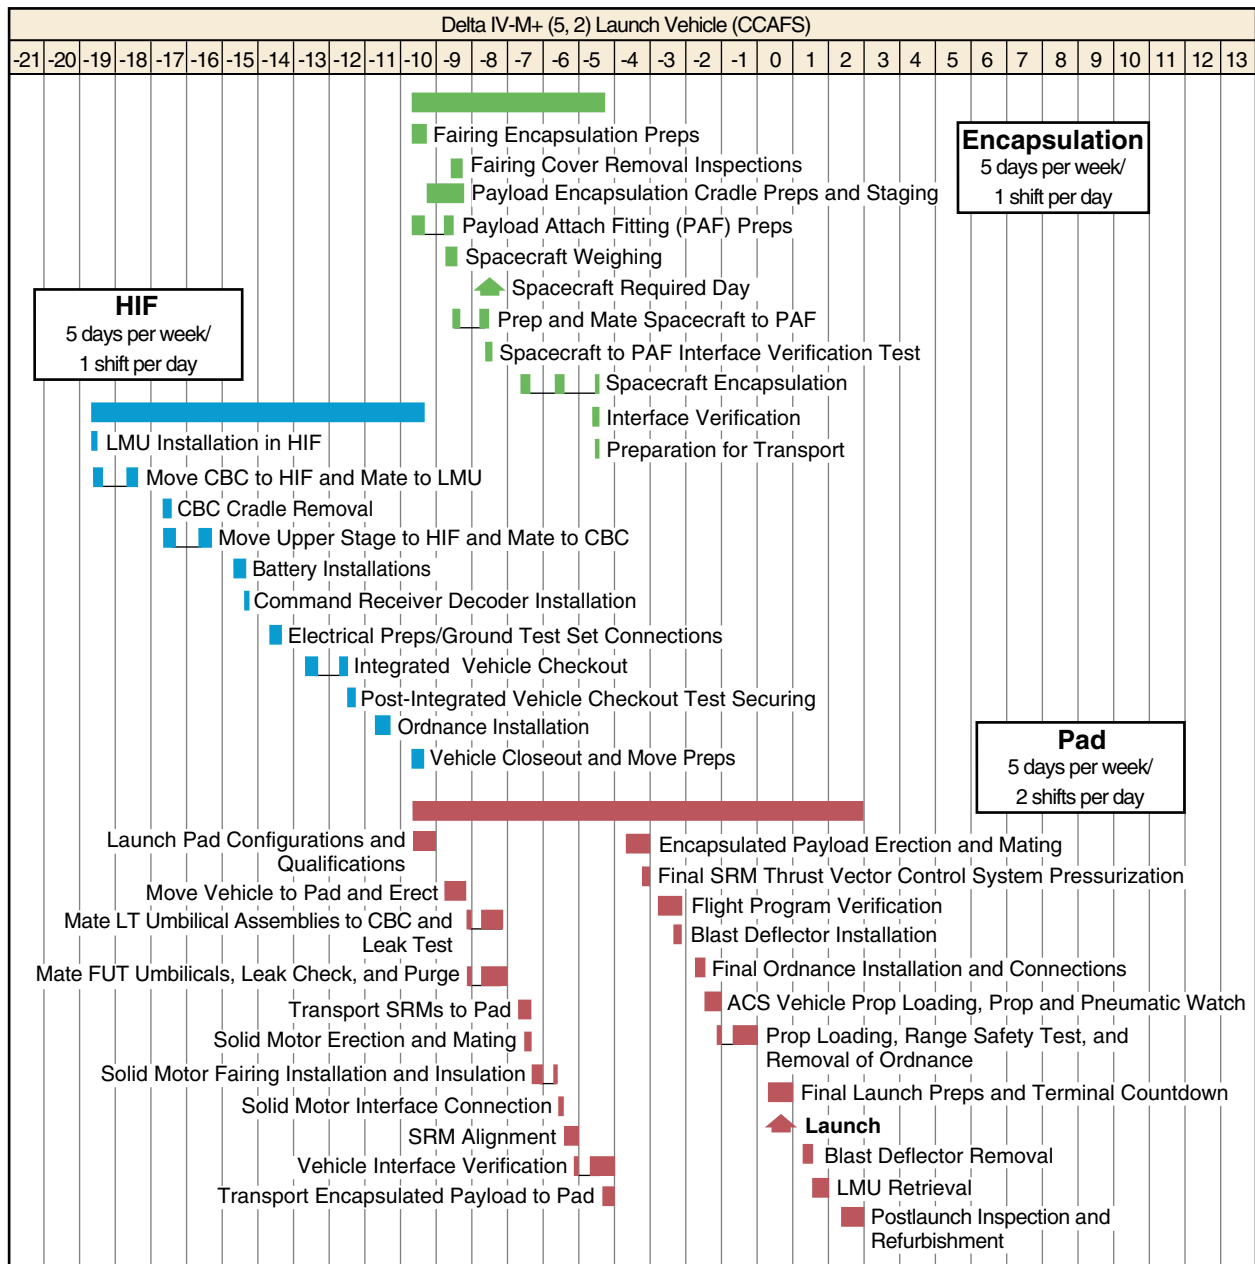 Delta IV-M+ (5, 2) Launch Vehicle (CCAFS)
-21 -20 -19 -18 -17 -16 -15 -14 -13 -12 -11 -10 -9 -8 -7 -6 -5 -4 -3 -2 -1 0 1 2 3 4 5 6 7 8 9 10 11 12 13
Fairing Encapsulation Preps
Fairing Cover Removal Inspections
Payload Encapsulation Cradle Preps and Staging
Payload Attach Fitting (PAF) Preps
Spacecraft Weighing
Spacecraft Required Day
Prep and Mate Spacecraft to PAF
Spacecraft to PAF Interface Verification Test
Spacecraft Encapsulation
Interface Verification
Preparation for Transport
Encapsulation
5 days per week/
1 shift per day
HIF
5 days per week/
1 shift per day
LMU Installation in HIF
Move CBC to HIF and Mate to LMU
CBC Cradle Removal
Move Upper Stage to HIF and Mate to CBC
Battery Installations
Command Receiver Decoder Installation
Electrical Preps/Ground Test Set Connections
Integrated Vehicle Checkout
Post-Integrated Vehicle Checkout Test Securing
Ordnance Installation
Vehicle Closeout and Move Preps
Pad
5 days per week/
2 shifts per day
Launch Pad Configurations and
Qualifications
Move Vehicle to Pad and Erect
Mate LT Umbilical Assemblies to CBC and
Leak Test
Mate FUT Umbilicals, Leak Check, and Purge
Transport SRMs to Pad
Solid Motor Erection and Mating
Solid Motor Fairing Installation and Insulation
Solid Motor Interface Connection
SRM Alignment
Vehicle Interface Verification
Transport Encapsulated Payload to Pad
Encapsulated Payload Erection and Mating
Final SRM Thrust Vector Control System Pressurization
Flight Program Verification
Blast Deflector Installation
Final Ordnance Installation and Connections
ACS Vehicle Prop Loading, Prop and Pneumatic Watch
Prop Loading, Range Safety Test, and
Removal of Ordnance
Final Launch Preps and Terminal Countdown
Launch
Blast Deflector Removal
LMU Retrieval
Postlaunch Inspection and
Refurbishment